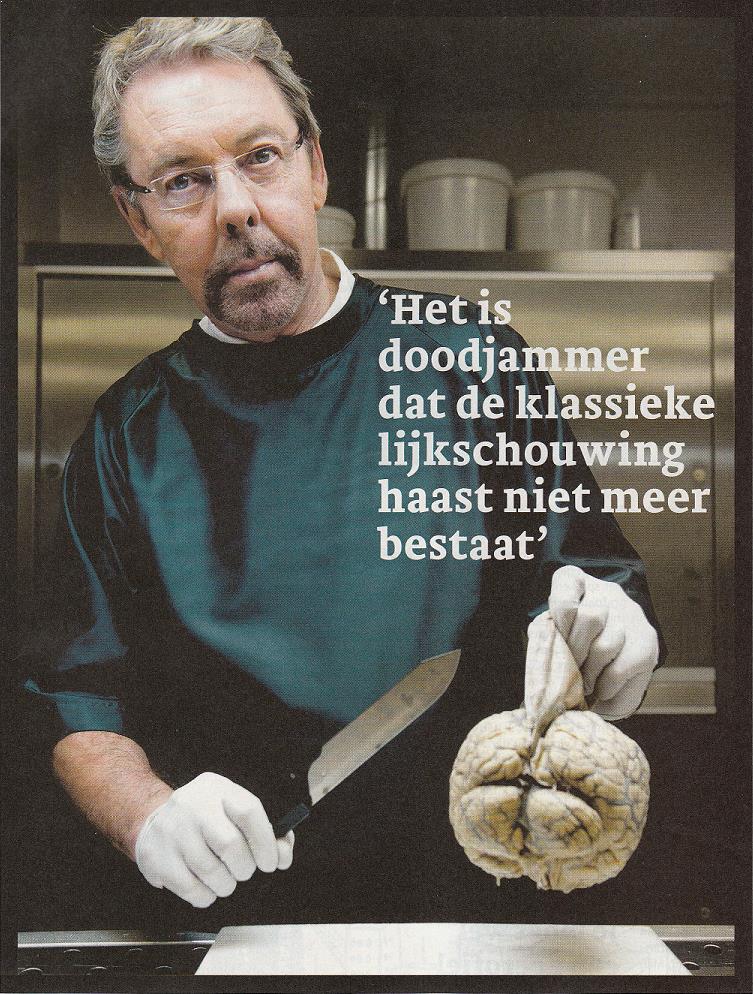 ‘Het is
doodjammer
dat de klassieke
lijkschouwing
haast niet meer
bestaat’